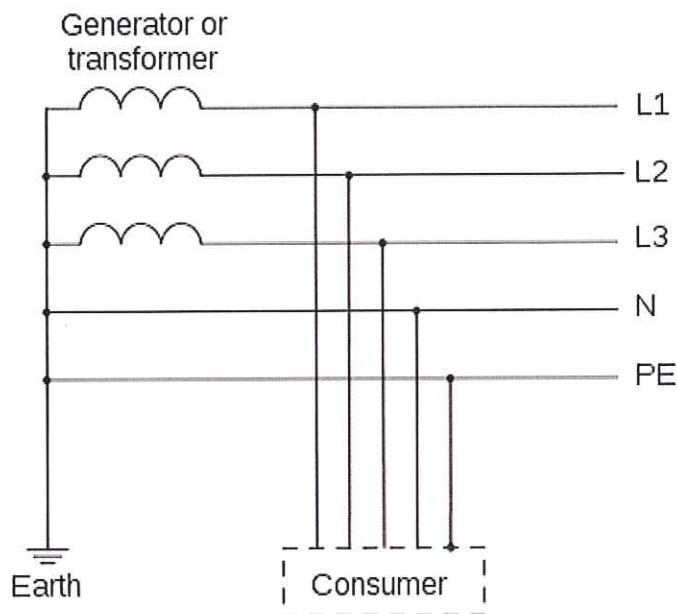 Generator or
transformer
L1
L2
L3
N
PE
Earth
Consumer